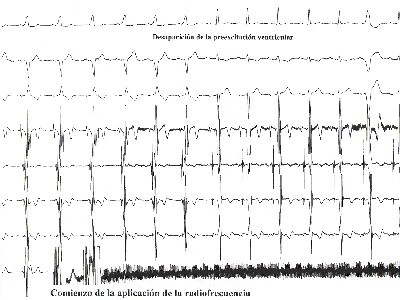 Desaparición de la preexcitación ventricular
Comienzo de la aplicación de la radiofrecuencia